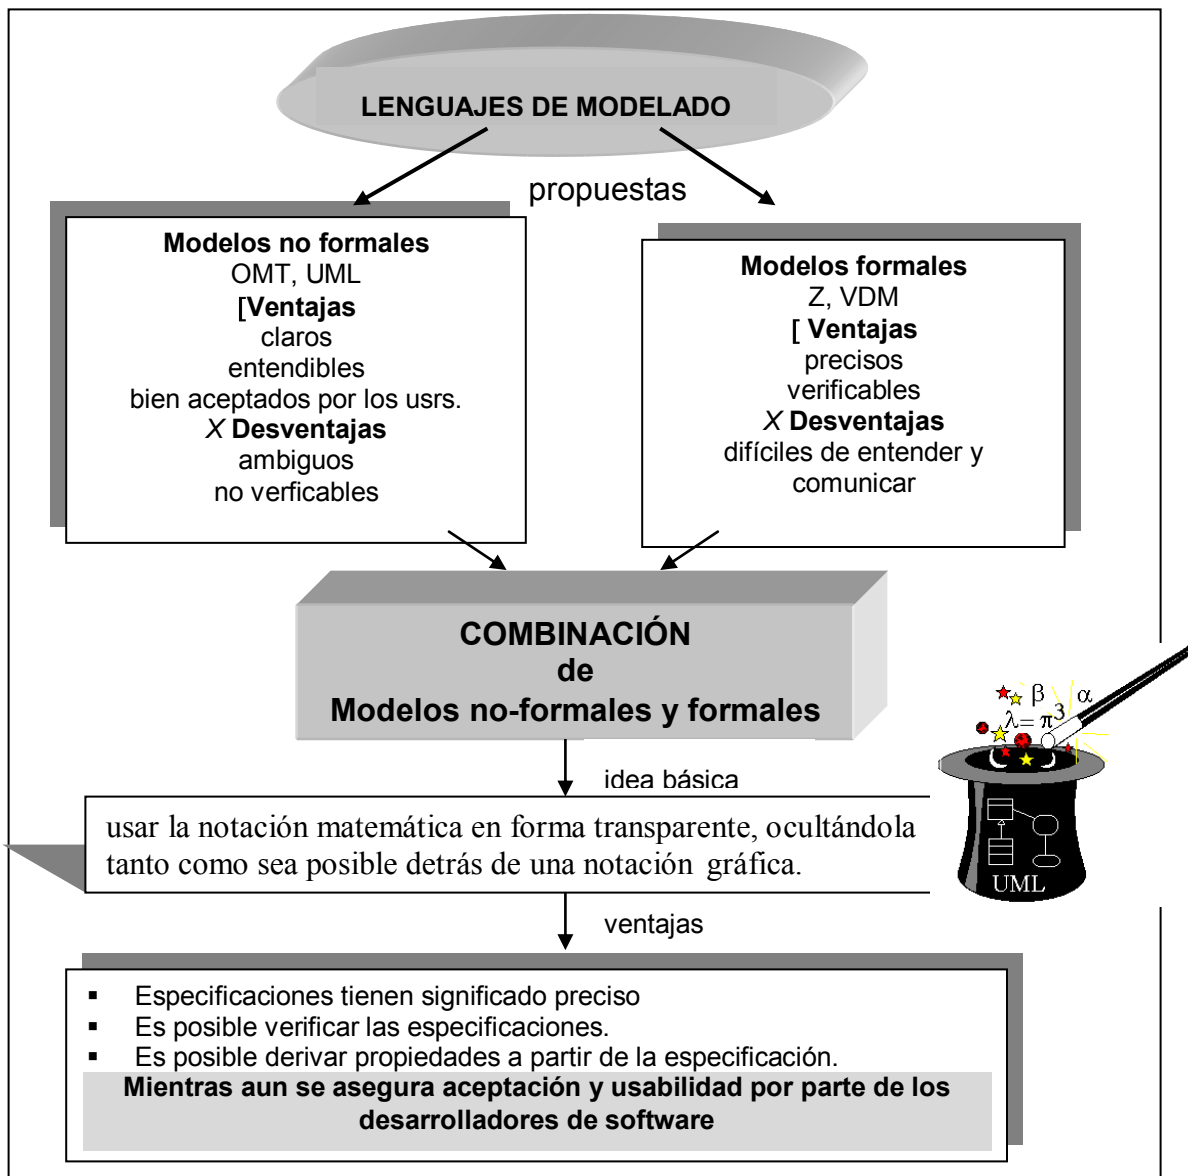 LENGUAJES DE MODELADO
propuestas
Modelos no formales
OMT, UML
[Ventajas
claros
entendibles
bien aceptados por los usrs.
X Desventajas
ambiguos
no verficables
Modelos formales
Z, VDM
[ Ventajas
precisos
verificables
X Desventajas
difíciles de entender y
comunicar
COMBINACIÓN
de
Modelos no-formales y formales
β α
λ= π3
UML
idea básica
usar la notación matemática en forma transparente, ocultándola
tanto como sea posible detrás de una notación gráfica.
ventajas
▪ Especificaciones tienen significado preciso
▪ Es posible verificar las especificaciones.
▪ Es posible derivar propiedades a partir de la especificación.
Mientras aun se asegura aceptación y usabilidad por parte de los
desarrolladores de software